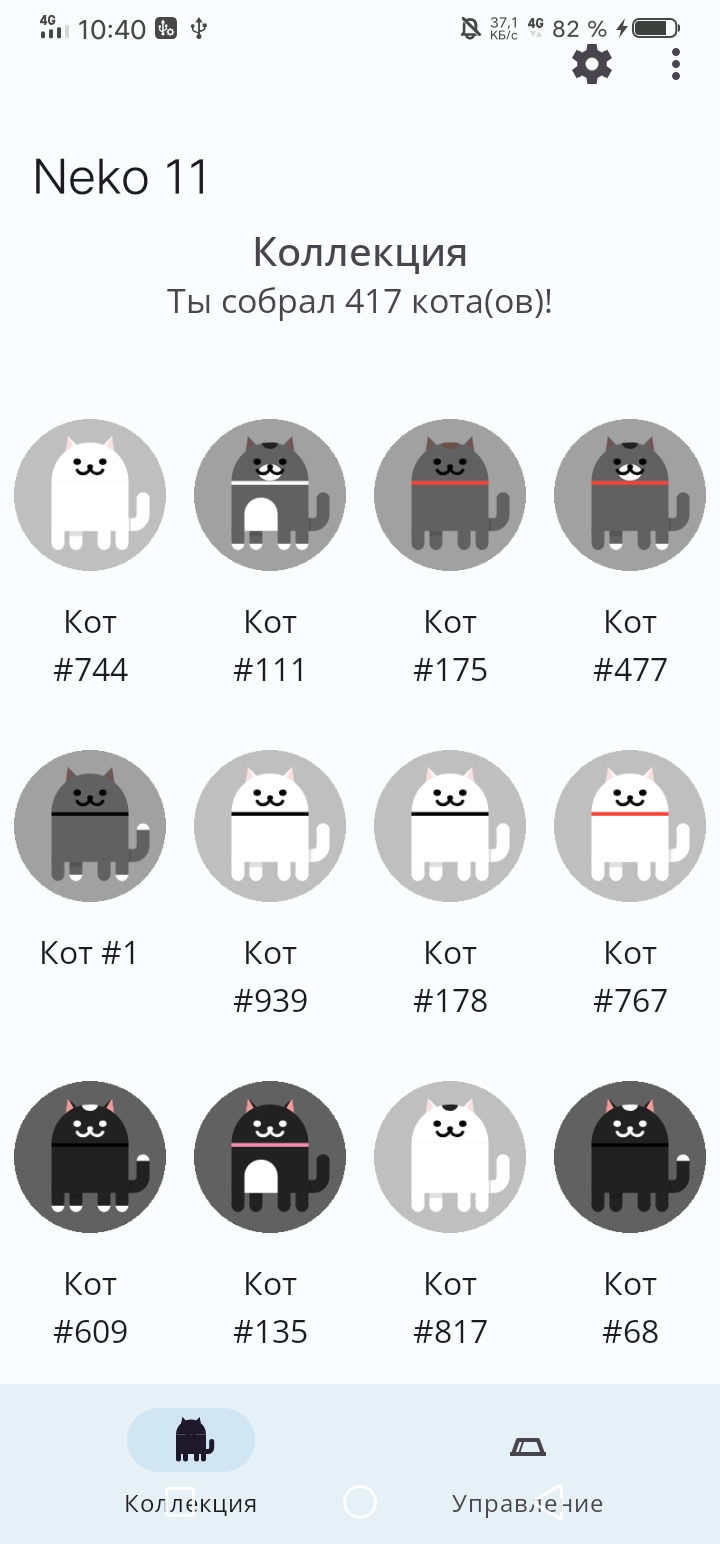 4G 10:40 37,1 КБ/с 4G 82 %
Neko 11
Коллекция
Ты собрал 417 кота(ов)!
Кот #744
Кот #111
Кот #175
Кот #477
Кот #1
Кот #939
Кот #178
Кот #767
Кот #609
Кот #135
Кот #817
Кот #68
Коллекция
Управление